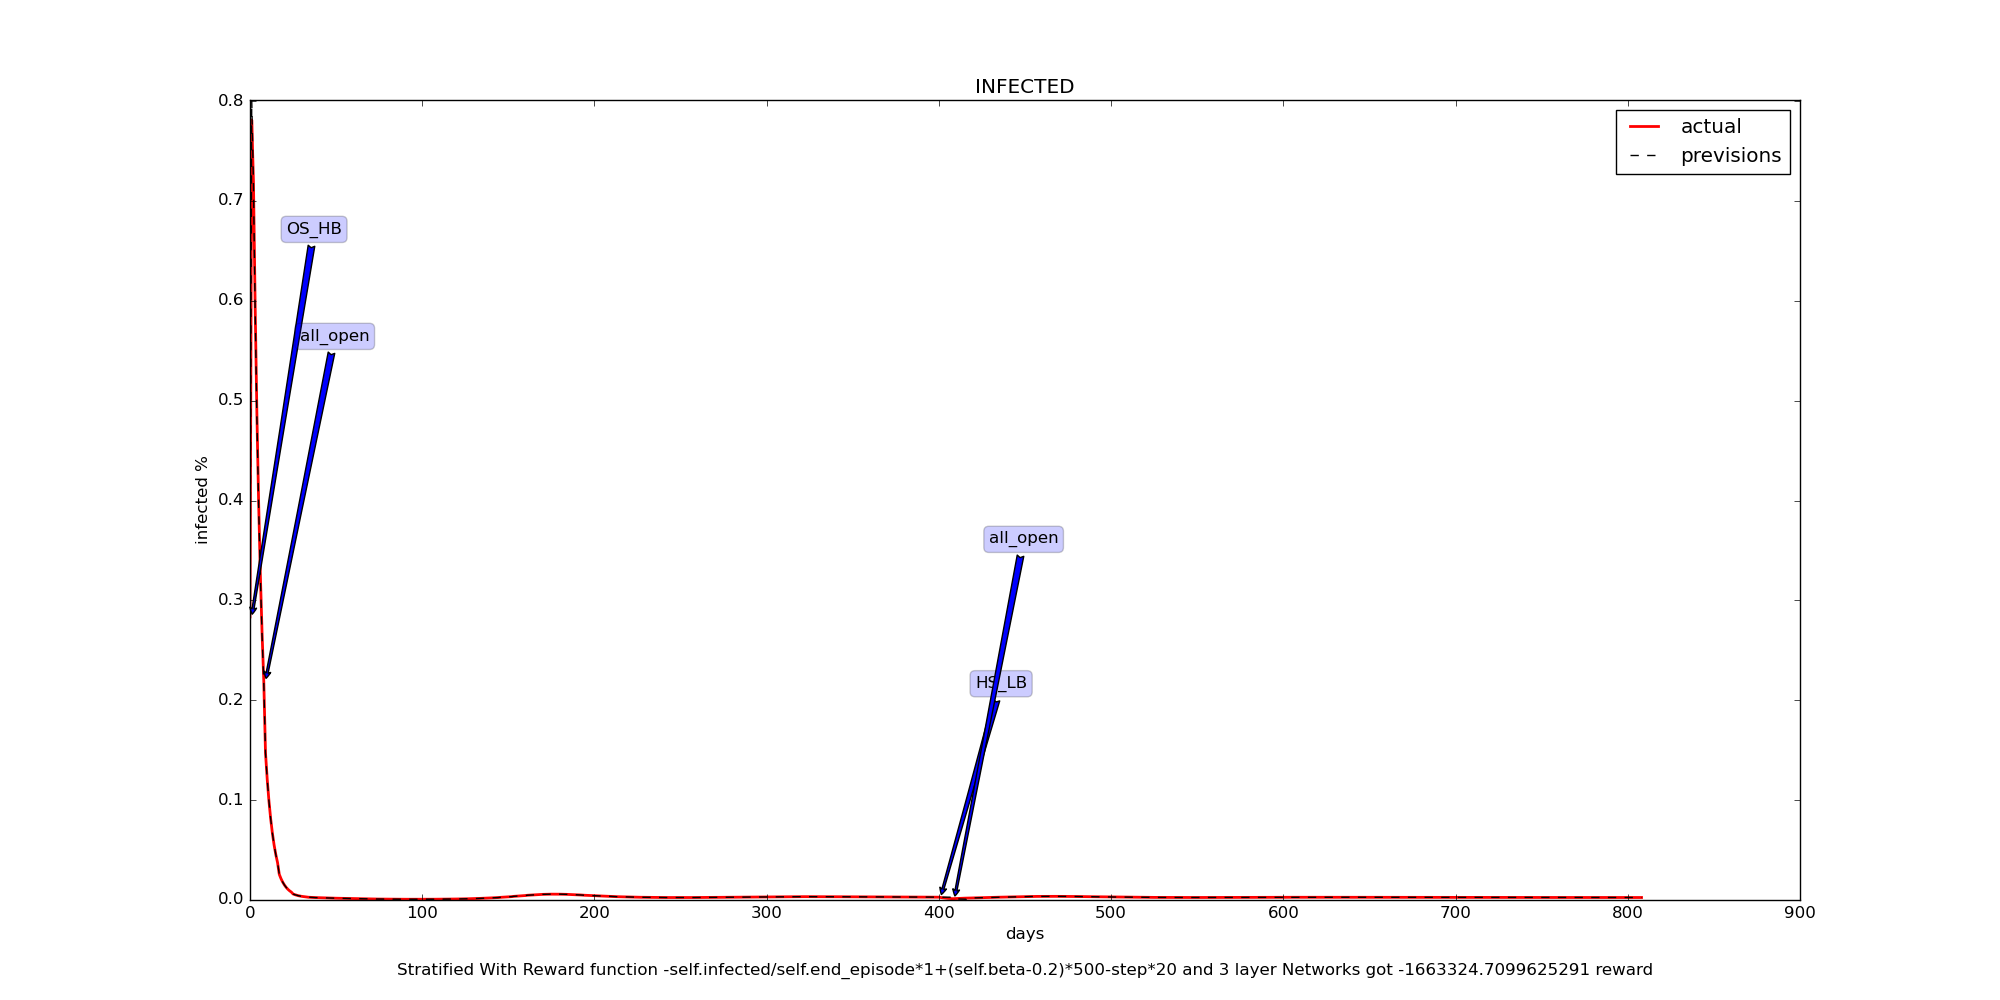 INFECTED
0.8
0.7
0.6
0.5
0.4
0.3
0.2
0.1
0.0
infected %
actual
previsions
OS_HB
all_open
all_open
HS_LB
0 100 200 300 400 500 600 700 800 900
days
Stratified With Reward function -self.infected/self.end_episode*1+(self.beta-0.2)*500-step*20 and 3 layer Networks got -1663324.7099625291 reward